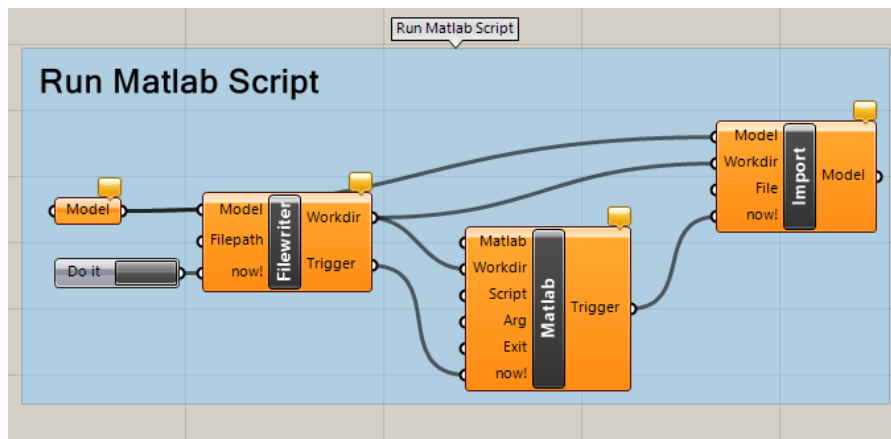 Run Matlab Script
Run Matlab Script
Model
Do it
Model
Filepath
now!
Filewriter
Workdir
Trigger
Matlab
Workdir
Script
Arg
Exit
now!
Matlab
Trigger
Model
Workdir
File
now!
Import
Model